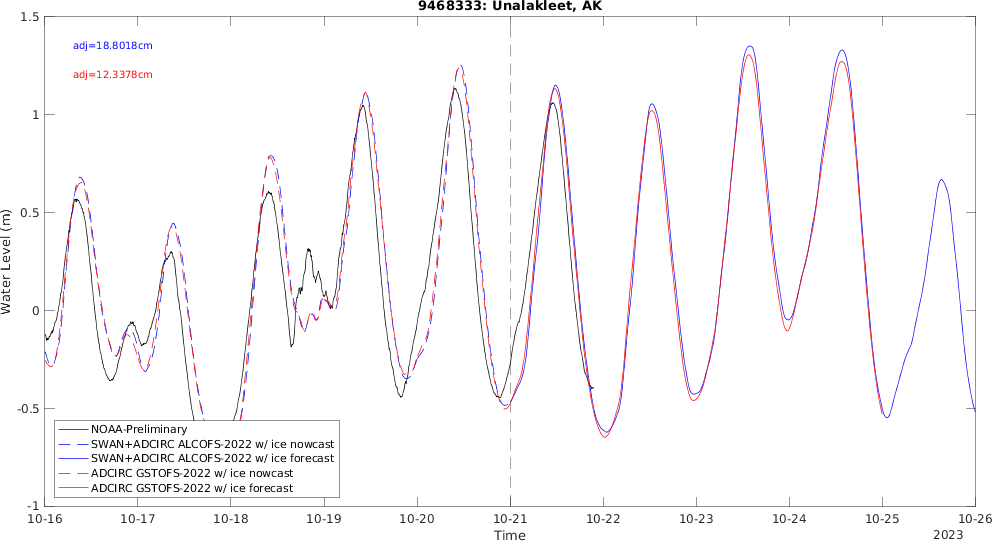 9468333: Unalakleet, AK
adj=18.8018cm
adj=12.3378cm
Water Level (m)
1.5
1
0.5
0
-0.5
-1
NOAA-Preliminary
SWAN+ADCIRC ALCOFS-2022 w/ ice nowcast
SWAN+ADCIRC ALCOFS-2022 w/ ice forecast
ADCIRC GSTOFS-2022 w/ ice nowcast
ADCIRC GSTOFS-2022 w/ ice forecast
10-16 10-17 10-18 10-19 10-20 10-21 10-22 10-23 10-24 10-25 10-26
Time
2023